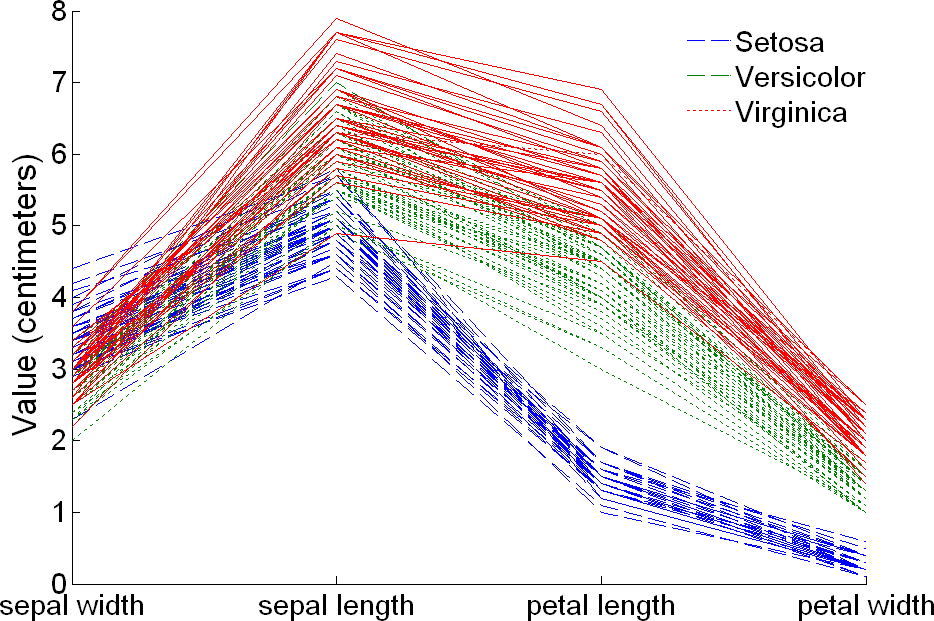 8
7
6
5
4
3
2
1
0
Value (centimeters)
Setosa
Versicolor
Virginica
sepal width
sepal length
petal length
petal width